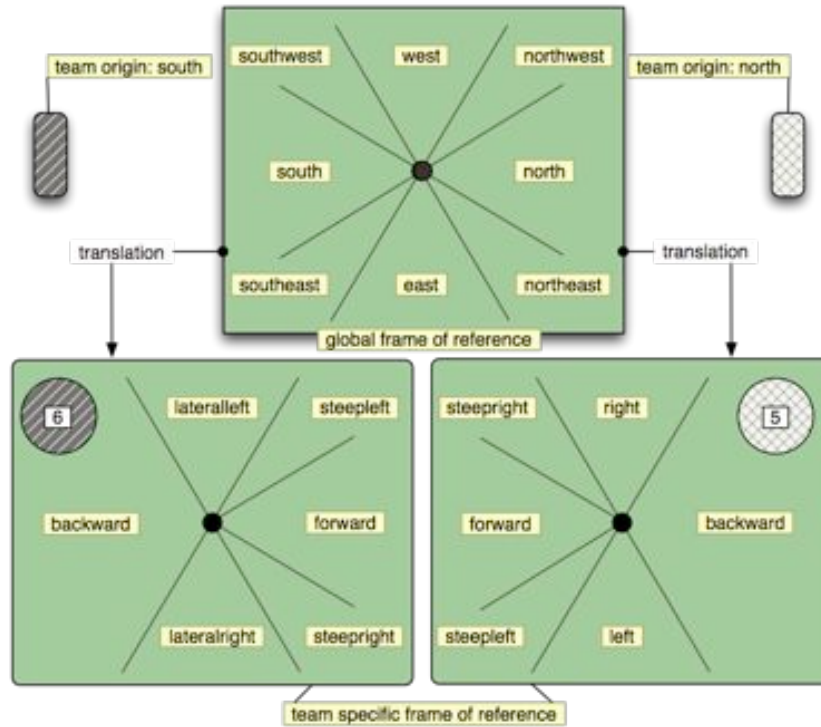 southwest west northwest
team origin: south
team origin: north
south north
translation
translation
southeast east northeast
global frame of reference
6 lateralleft steepleft
backward forward
lateralright steepright
steepright right 5
forward backward
steepleft left
team specific frame of reference